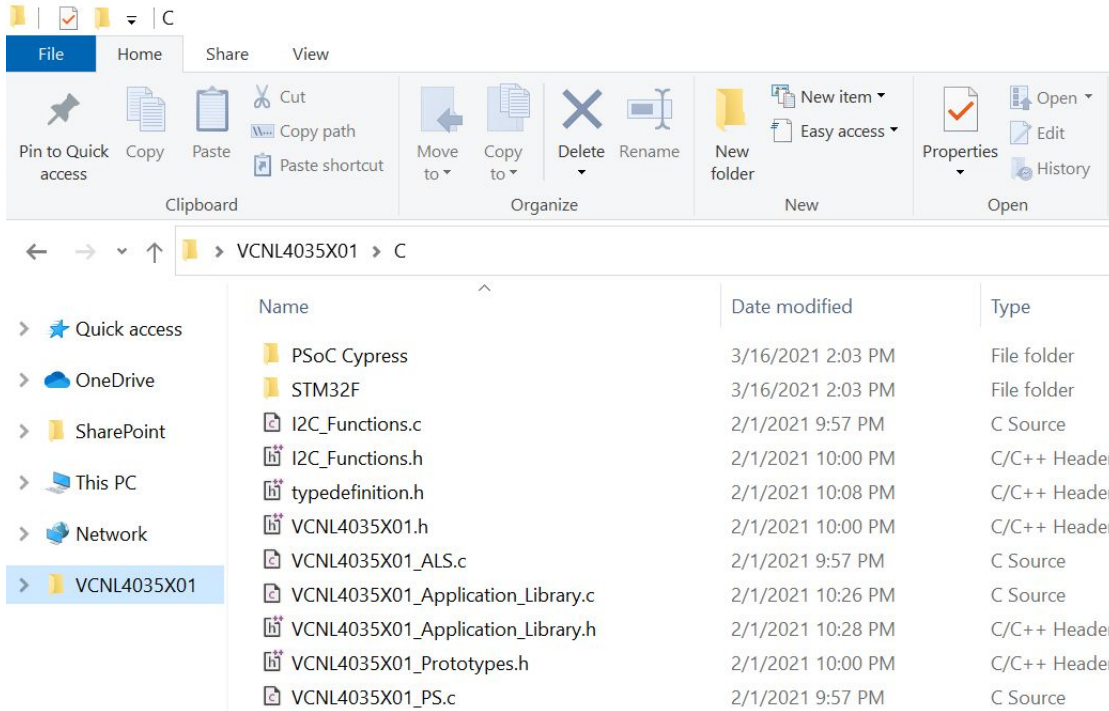 C
File Home Share View
Pin to Quick access
Copy
Paste
Cut
Copy path
Paste shortcut
Clipboard
Move to
Copy to
Delete
Rename
Organize
New folder
New item
Easy access
New
Properties
Open
Edit
History
Open
VCNL4035X01 > C
Quick access
OneDrive
SharePoint
This PC
Network
VCNL4035X01
Name Date modified Type
PSoC Cypress 3/16/2021 2:03 PM File folder
STM32F 3/16/2021 2:03 PM File folder
I2C_Functions.c 2/1/2021 9:57 PM C Source
I2C_Functions.h 2/1/2021 10:00 PM C/C++ Header
typedefinition.h 2/1/2021 10:08 PM C/C++ Header
VCNL4035X01.h 2/1/2021 10:00 PM C/C++ Header
VCNL4035X01_ALS.c 2/1/2021 9:57 PM C Source
VCNL4035X01_Application_Library.c 2/1/2021 10:26 PM C Source
VCNL4035X01_Application_Library.h 2/1/2021 10:28 PM C/C++ Header
VCNL4035X01_Prototypes.h 2/1/2021 10:00 PM C/C++ Header
VCNL4035X01_PS.c 2/1/2021 9:57 PM C Source